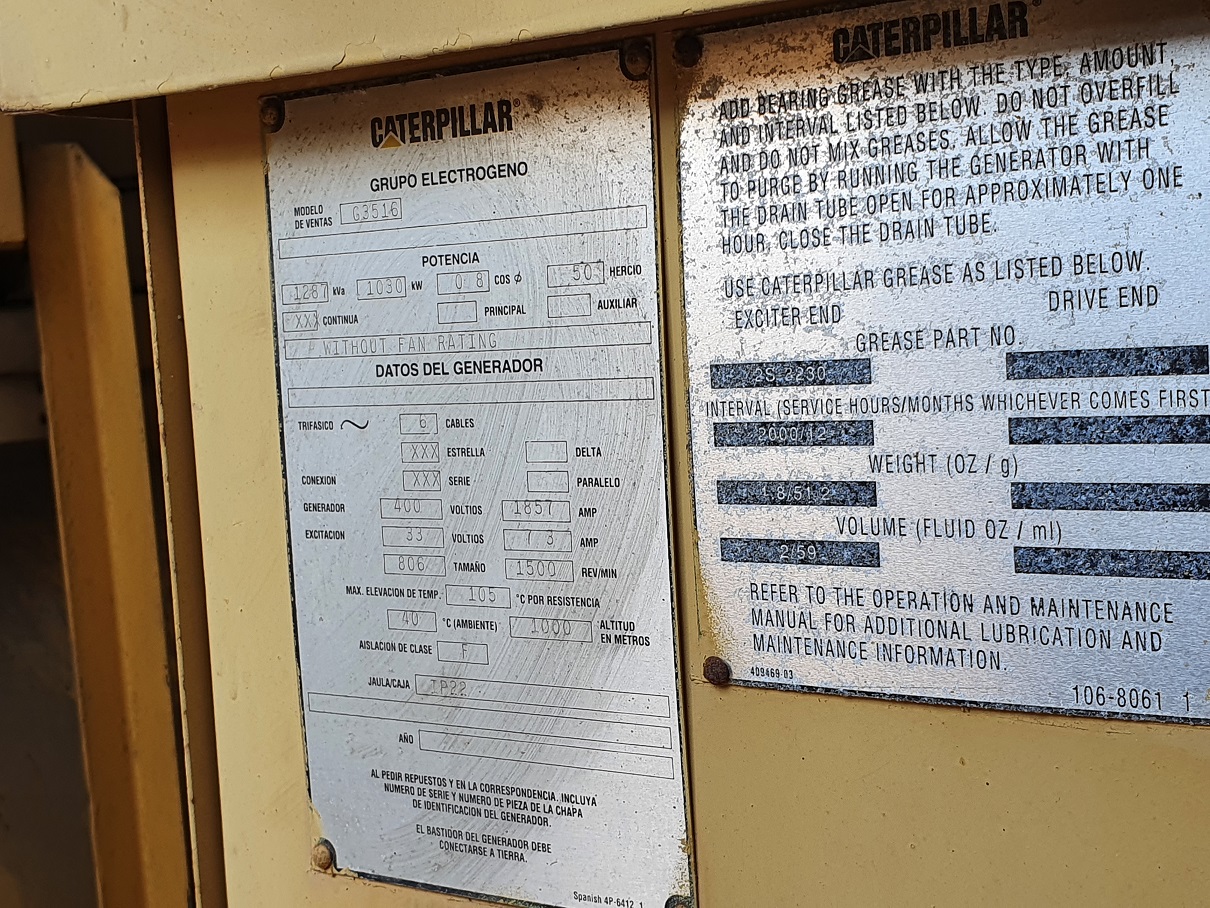 CATERPILLAR®
GRUPO ELECTROGENO
MODELO DE VENTAS G3516
POTENCIA
1287 kVa 1030 kW 0 8 COS ϕ 50 HERCIO
XXX CONTINUA PRINCIPAL AUXILIAR
WITHOUT FAN RATING
DATOS DEL GENERADOR
TRIFASICO ~ 6 CABLES
XXX ESTRELLA DELTA
CONEXION XXX SERIE PARALELO
GENERADOR 400 VOLTIOS 1857 AMP
EXCITACION 33 VOLTIOS 7 3 AMP
806 TAMAÑO 1500 REV/MIN
MAX. ELEVACION DE TEMP. 105 °C POR RESISTENCIA
40 °C (AMBIENTE) 1000 ALTITUD EN METROS
AISLACION DE CLASE F
JAULA/CAJA IP22
AÑO
AL PEDIR REPUESTOS Y EN LA CORRESPONDENCIA. INCLUYA
NUMERO DE SERIE Y NUMERO DE PIEZA DE LA CHAPA
DE IDENTIFICACION DEL GENERADOR.
EL BASTIDOR DEL GENERADOR DEBE
CONECTARSE A TIERRA.
Spanish 4P-6412 1
CATERPILLAR®
ADD BEARING GREASE WITH THE TYPE, AMOUNT,
AND INTERVAL LISTED BELOW. DO NOT OVERFILL
AND DO NOT MIX GREASES. ALLOW THE GREASE
TO PURGE BY RUNNING THE GENERATOR WITH
THE DRAIN TUBE OPEN FOR APPROXIMATELY ONE
HOUR, CLOSE THE DRAIN TUBE.
USE CATERPILLAR GREASE AS LISTED BELOW.
EXCITER END DRIVE END
GREASE PART NO.
2S-3230
INTERVAL (SERVICE HOURS/MONTHS WHICHEVER COMES FIRST
2000/12
WEIGHT (OZ / g)
1.8/51.2
VOLUME (FLUID OZ / ml)
2/59
REFER TO THE OPERATION AND MAINTENANCE
MANUAL FOR ADDITIONAL LUBRICATION AND
MAINTENANCE INFORMATION.
409469-03
106-8061 1